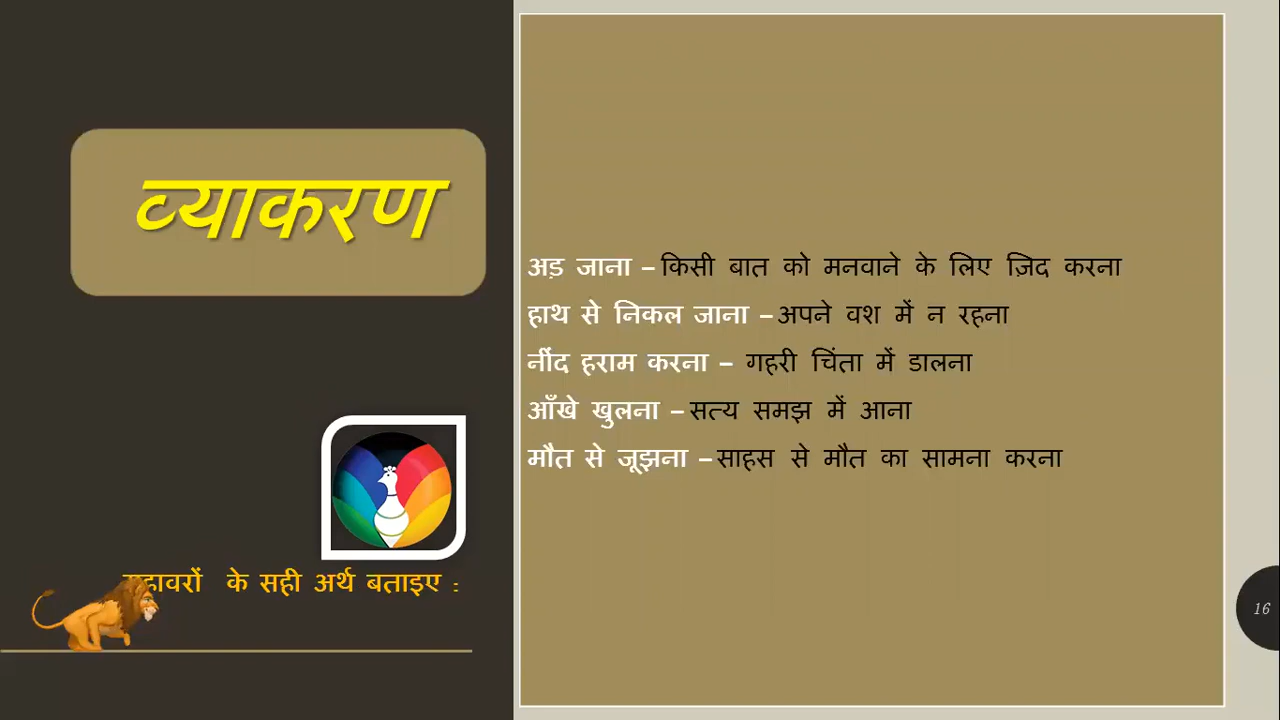 व्याकरण
अड़ जाना – किसी बात को मनवाने के लिए ज़िद करना
हाथ से निकल जाना – अपने वश में न रहना
नींद हराम करना – गहरी चिंता में डालना
आँखे खुलना – सत्य समझ में आना
मौत से जूझना – साहस से मौत का सामना करना
के सही अर्थ बताइए :
16